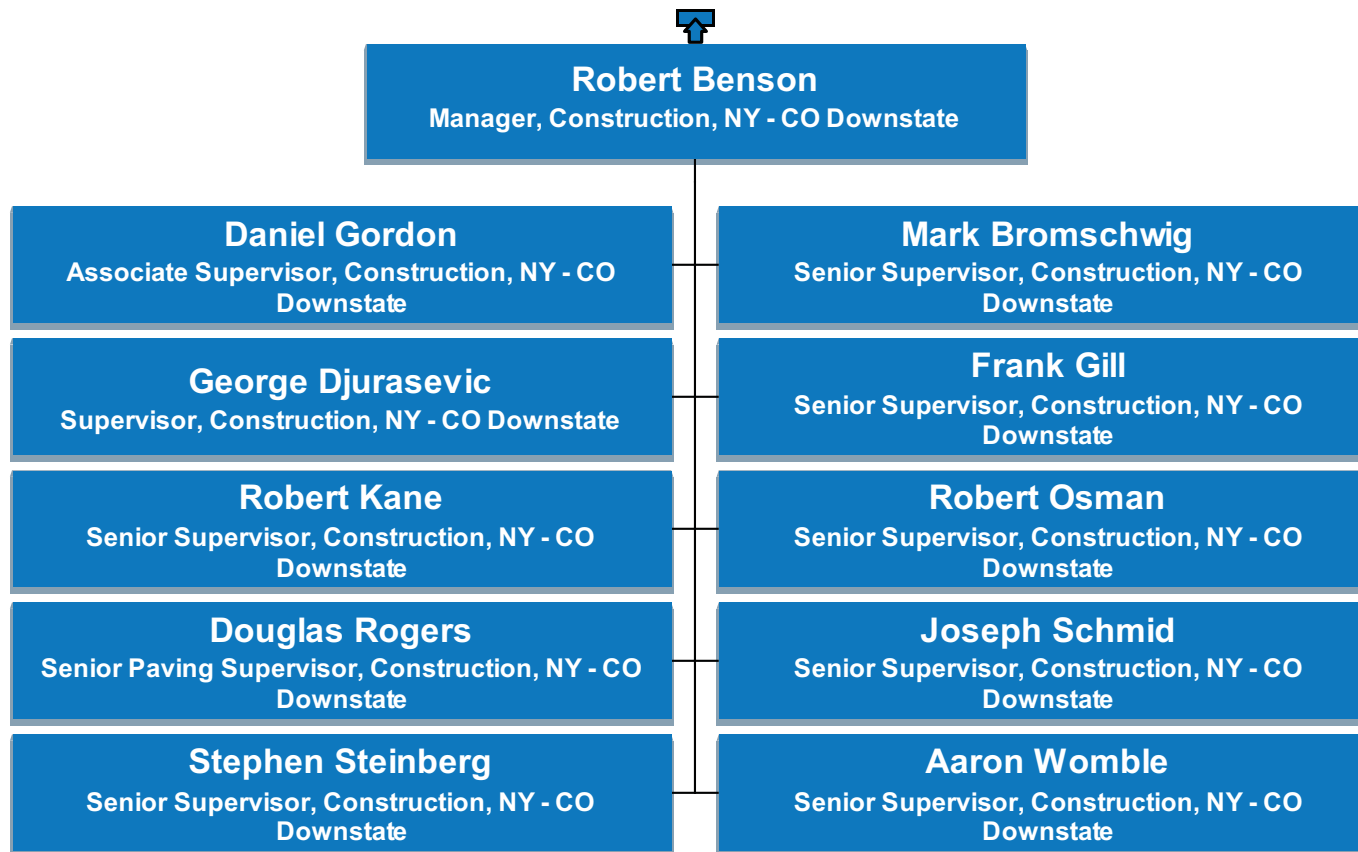 Robert Benson
Manager, Construction, NY - CO Downstate
Daniel Gordon
Associate Supervisor, Construction, NY - CO
Downstate
Mark Bromschwig
Senior Supervisor, Construction, NY - CO
Downstate
George Djurasevic
Supervisor, Construction, NY - CO Downstate
Frank Gill
Senior Supervisor, Construction, NY - CO
Downstate
Robert Kane
Senior Supervisor, Construction, NY - CO
Downstate
Robert Osman
Senior Supervisor, Construction, NY - CO
Downstate
Douglas Rogers
Senior Paving Supervisor, Construction, NY - CO
Downstate
Joseph Schmid
Senior Supervisor, Construction, NY - CO
Downstate
Stephen Steinberg
Senior Supervisor, Construction, NY - CO
Downstate
Aaron Womble
Senior Supervisor, Construction, NY - CO
Downstate